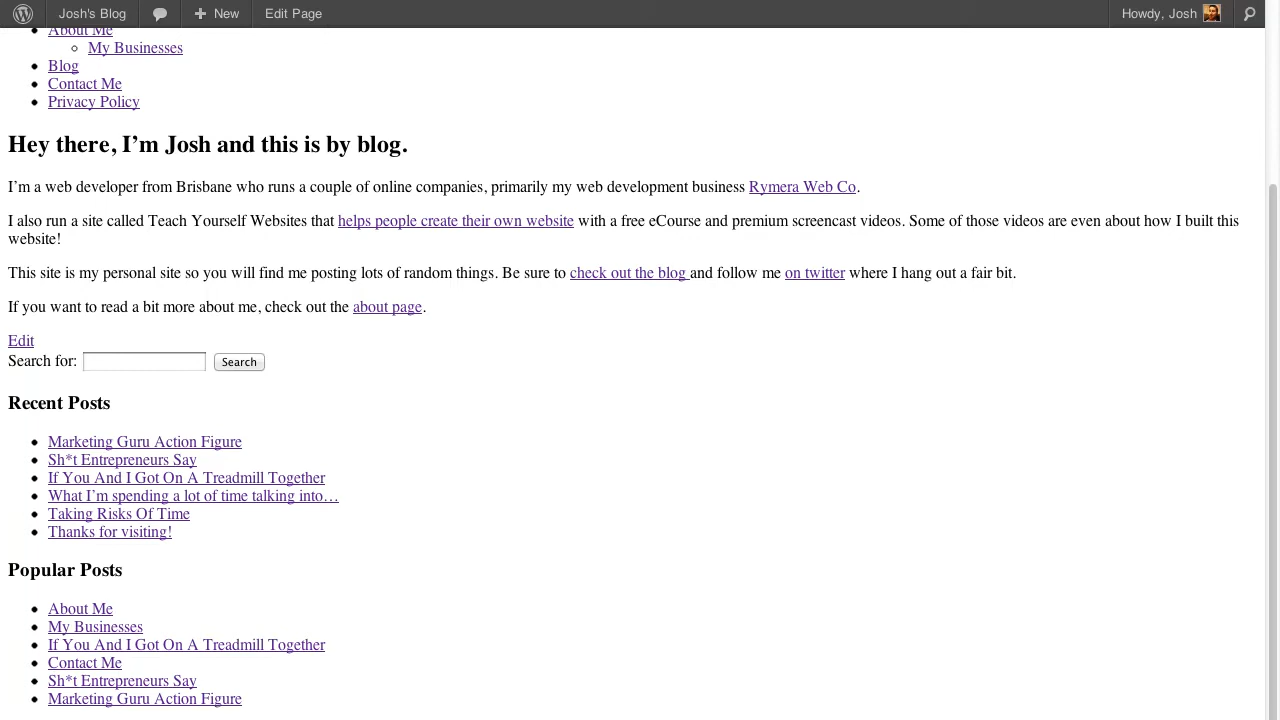 Josh's Blog New Edit Page Howdy, Josh
About Me
My Businesses
Blog
Contact Me
Privacy Policy
Hey there, I’m Josh and this is by blog.
I’m a web developer from Brisbane who runs a couple of online companies, primarily my web development business Rymera Web Co.
I also run a site called Teach Yourself Websites that helps people create their own website with a free eCourse and premium screencast videos. Some of those videos are even about how I built this
website!
This site is my personal site so you will find me posting lots of random things. Be sure to check out the blog and follow me on twitter where I hang out a fair bit.
If you want to read a bit more about me, check out the about page.
Edit
Search for: Search
Recent Posts
Marketing Guru Action Figure
Sh*t Entrepreneurs Say
If You And I Got On A Treadmill Together
What I’m spending a lot of time talking into…
Taking Risks Of Time
Thanks for visiting!
Popular Posts
About Me
My Businesses
If You And I Got On A Treadmill Together
Contact Me
Sh*t Entrepreneurs Say
Marketing Guru Action Figure